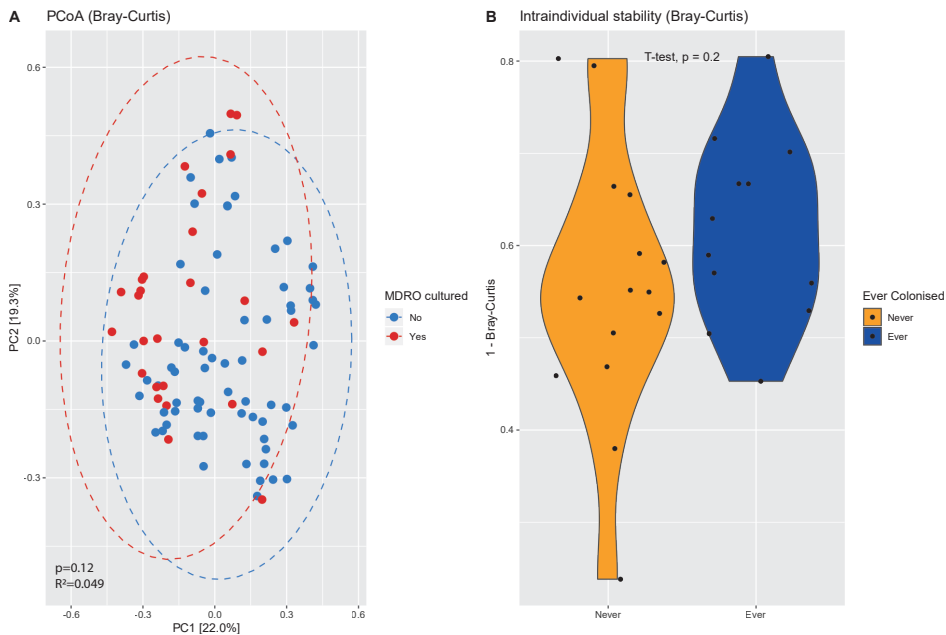 A PCoA (Bray-Curtis)
PC2 [19.3%]
0.6
0.3
0.0
-0.3
p=0.12
R²=0.049
-0.6 -0.3 0.0 0.3 0.6
PC1 [22.0%]
MDRO cultured
No
Yes
B Intraindividual stability (Bray-Curtis)
T-test, p = 0.2
1 - Bray-Curtis
0.8
0.6
0.4
Never Ever
Ever Colonised
Never
Ever